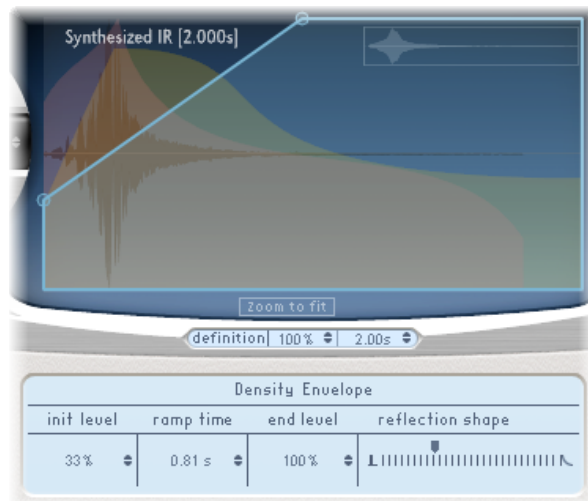 Synthesized IR [2.000s]
Zoom to fit
definition 100% 2.00s
Density Envelope
init level ramp time end level reflection shape
33% 0.81 s 100%